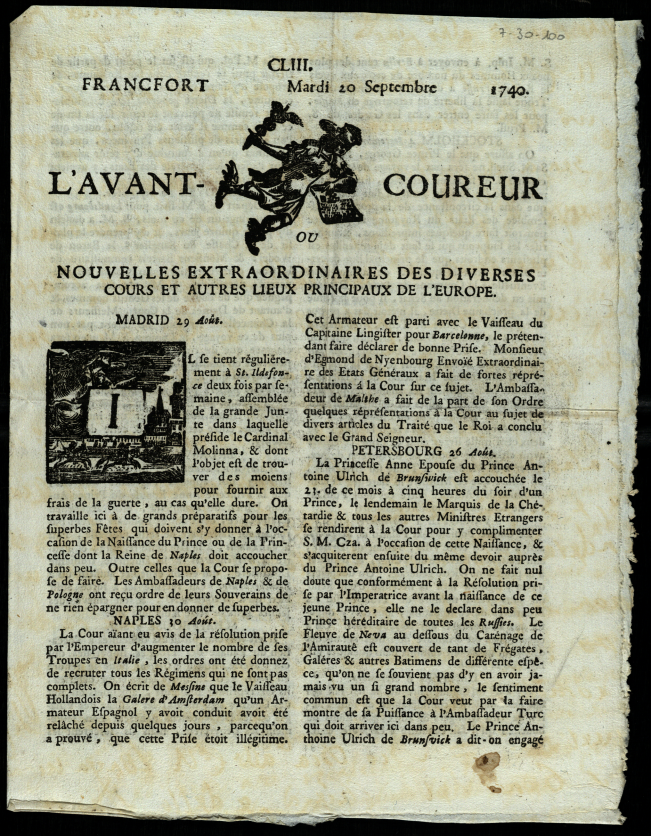 7-30-100
CLIII.
FRANCFORT Mardi 20 Septembre 1740.
L'AVANT- COUREUR
OU
NOUVELLES EXTRAORDINAIRES DES DIVERSES
COURS ET AUTRES LIEUX PRINCIPAUX DE L'EUROPE.
MADRID 29 Août.
IL se tient réguliére-
ment à St. Ildefon-
ce deux fois par se-
maine, assemblée
de la grande Jun-
te dans laquelle
préside le Cardinal
Molinna, & dont
l'objet est de trou-
ver des moiens
pour fournir aux
frais de la guerre, au cas qu'elle dure. On
travaille ici à de grands préparatifs pour les
superbes Fêtes qui doivent s'y donner à l'oc-
casion de la Naissance du Prince ou de la Prin-
cesse dont la Reine de Naples doit accoucher
dans peu. Outre celles que la Cour se propo-
se de faire. Les Ambassadeurs de Naples & de
Pologne ont reçu ordre de leurs Souverains de
ne rien épargner pour en donner de superbes.
NAPLES 30 Août.
La Cour aïant eu avis de la résolution prise
par l'Empereur d'augmenter le nombre de ses
Troupes en Italie, les ordres ont été donnez
de recruter tous les Régimens qui ne sont pas
complets. On écrit de Messine que le Vaisseau
Hollandois la Galere d'Amsterdam qu'un Ar-
mateur Espagnol y avoit conduit avoit été
relâché depuis quelques jours, parcequ'on
a prouvé, que cette Prise étoit illégitime.
Cet Armateur est parti avec le Vaisseau du
Capitaine Lingister pour Barcelonne, le préten-
dant faire déclarer de bonne Prise. Monsieur
d'Egmond de Nyenbourg Envoïé Extraordinai-
re des Etats Généraux a fait de fortes répré-
sentations à la Cour sur ce sujet. L'Ambassa-
deur de Malthe a fait de la part de son Ordre
quelques réprésentations à la Cour au sujet de
divers articles du Traité que le Roi a conclu
avec le Grand Seigneur.
PETERSBOURG 26 Août.
La Princesse Anne Epouse du Prince An-
toine Ulrich de Brunswick est accouchée le
23. de ce mois à cinq heures du soir d'un
Prince, le lendemain le Marquis de la Ché-
tardie & tous les autres Ministres Etrangers
se rendirent à la Cour pour y complimenter
S. M. Cza. à l'occasion de cette Naissance, &
s'acquiterent ensuite du même devoir auprès
du Prince Antoine Ulrich. On ne fait nul
doute que conformément à la Résolution pri-
se par l'Imperatrice avant la naissance de ce
jeune Prince, elle ne le declare dans peu
Prince héréditaire de toutes les Russies. Le
Fleuve de Neva au dessous du Carénage de
l'Amirauté est couvert de tant de Frégates,
Galéres & autres Batimens de différente espè-
ce, qu'on ne se souvient pas d'y en avoir ja-
mais vu un si grand nombre, le sentiment
commun est que la Cour veut par la faire
montre de sa Puissance à l'Ambassadeur Turc
qui doit arriver ici dans peu. Le Prince An-
thoine Ulrich de Brunswick a dit-on engagé